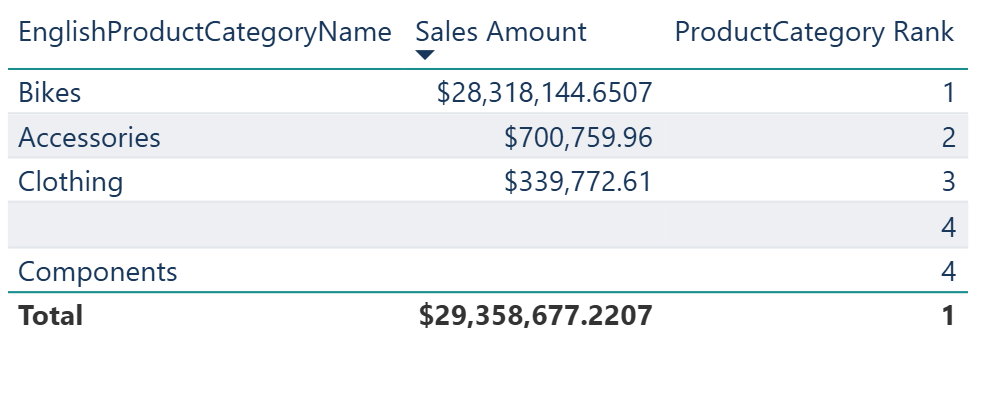 EnglishProductCategoryName Sales Amount ProductCategory Rank
Bikes $28,318,144.6507 1
Accessories $700,759.96 2
Clothing $339,772.61 3
4
Components 4
Total $29,358,677.2207 1